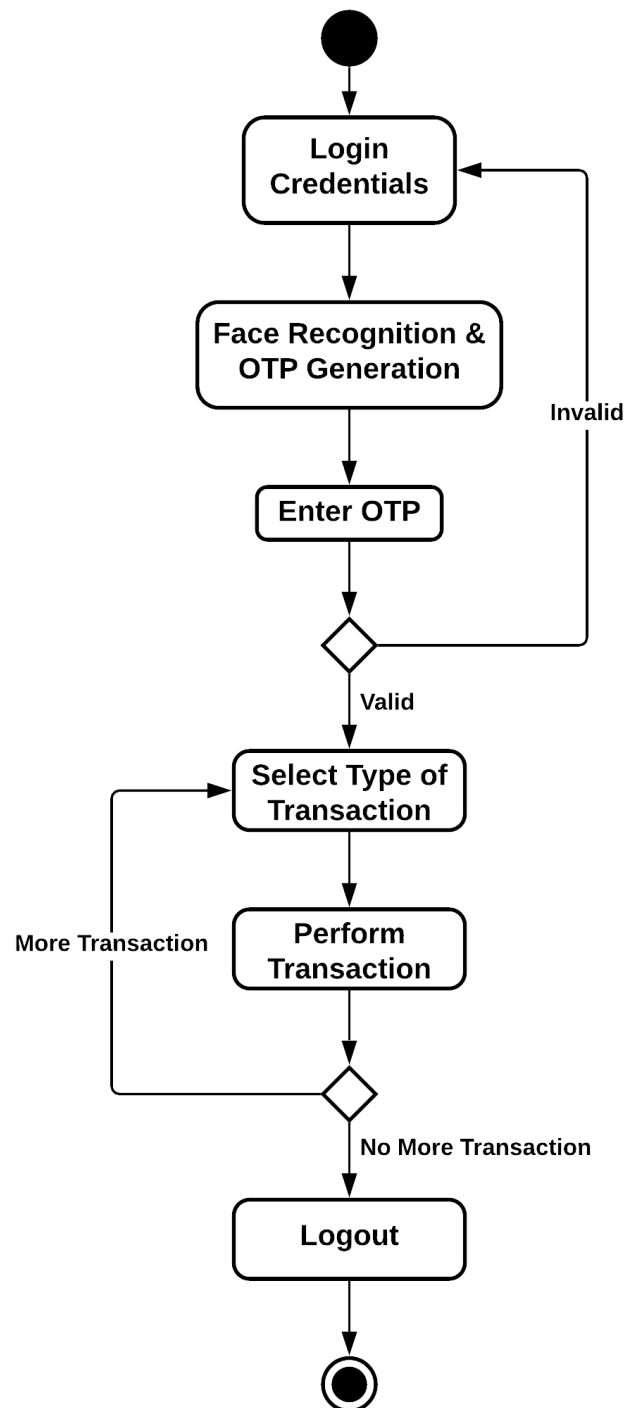 Login
Credentials
Face Recognition &
OTP Generation
Invalid
Enter OTP
Valid
Select Type of
Transaction
More Transaction
Perform
Transaction
No More Transaction
Logout